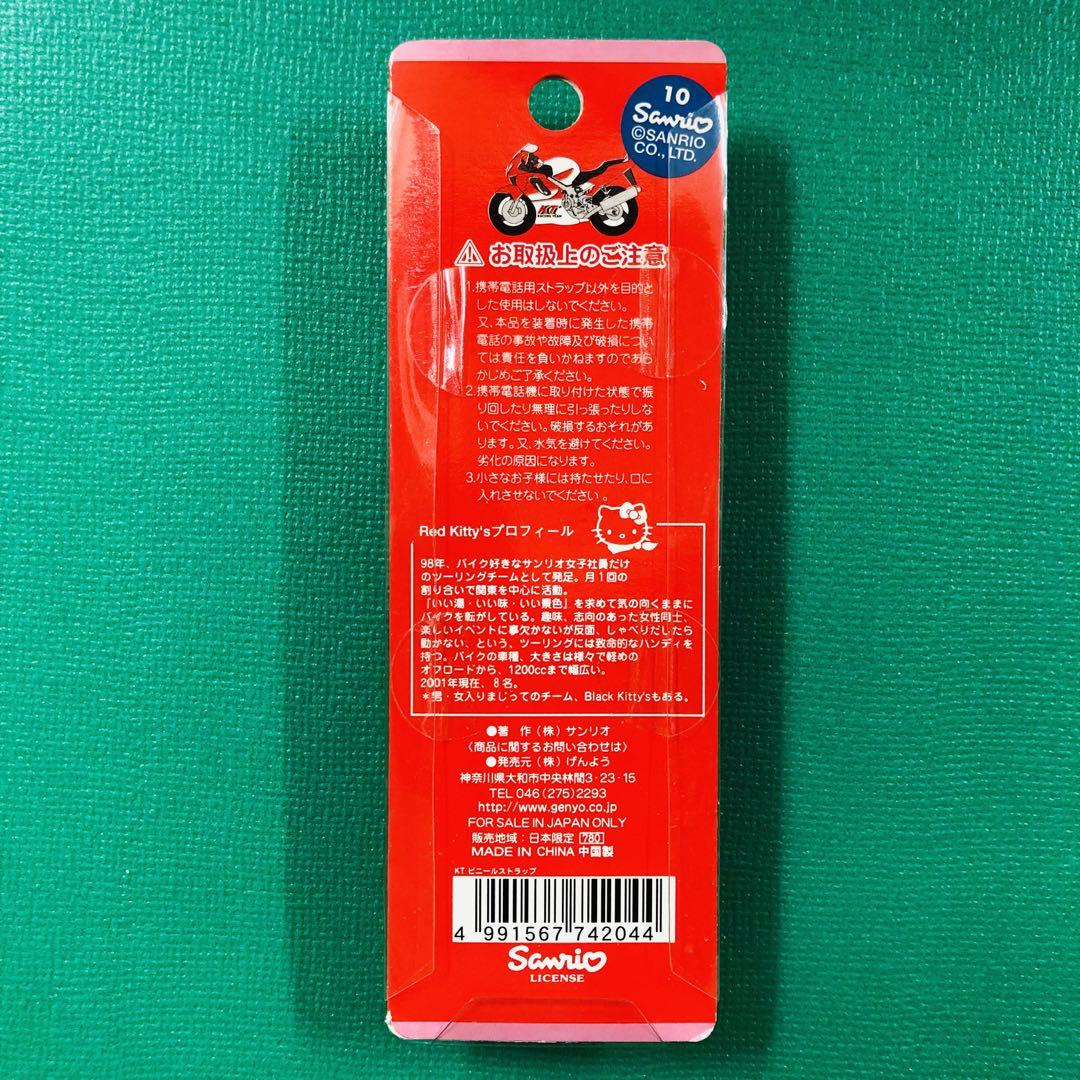 10
Sanrio
©SANRIO
CO., LTD.
RACING TEAM
お取扱上のご注意
1.携帯電話用ストラップ以外を目的と
した使用はしないでください。
又、本品を装着時に発生した携帯
電話の事故や故障及び破損につい
ては責任を負いかねますのであら
かじめご了承ください。
2.携帯電話機に取り付けた状態で振
り回したり無理に引っ張ったりしな
いでください。破損するおそれがあ
ります。又、水気を避けてください。
劣化の原因になります。
3.小さなお子様には持たせたり、口に
入れさせないでください。
Red Kitty'sプロフィール
98年、バイク好きなサンリオ女子社員だけ
のツーリングチームとして発足。月1回の
割り合いで関東を中心に活動。
『いい湯・いい味・いい景色』を求めて気の向くままに
バイクを転がしている。趣味、志向のあった女性同士、
楽しいイベントに事欠かないが反面、しゃべりだしたら
動かない、という、ツーリングには致命的なハンディを
持つ。バイクの車種、大きさは様々で軽めの
オフロードから、1200ccまで幅広い。
2001年現在、8名。
*男・女入りまじってのチーム、Black Kitty'sもある。
●著 作(株)サンリオ
〈商品に関するお問い合わせは〉
●発売元(株)げんよう
神奈川県大和市中央林間3-23-15
TEL 046(275)2293
http://www.genyo.co.jp
FOR SALE IN JAPAN ONLY
販売地域:日本限定 780
MADE IN CHINA 中国製
KT ビニールストラップ
4 991567 742044
Sanrio
LICENSE